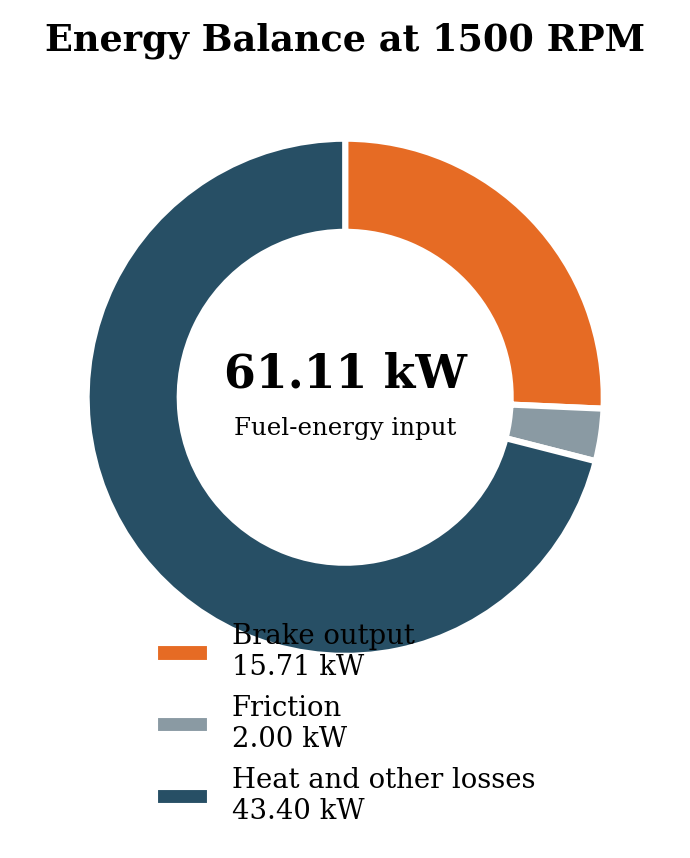 Energy Balance at 1500 RPM
61.11 kW
Fuel-energy input
Brake output
15.71 kW
Friction
2.00 kW
Heat and other losses
43.40 kW